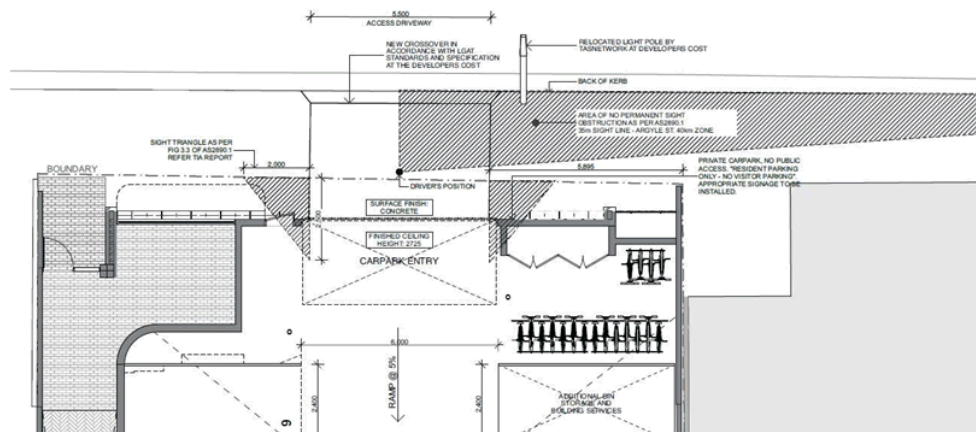 5,500
ACCESS DRIVEWAY
NEW CROSSOVER IN
ACCORDANCE WITH LGAT
STANDARDS AND SPECIFICATION
AT THE DEVELOPERS COST
RELOCATED LIGHT POLE BY
TASNETWORK AT DEVELOPERS COST
BACK OF KERB
AREA OF NO PERMANENT SIGHT
OBSTRUCTION AS PER AS2890.1
35m SIGHT LINE - ARGYLE ST. 40km ZONE
SIGHT TRIANGLE AS PER
FIG 3.3 OF AS2890.1
REFER TIA REPORT
2,000
5,895
PRIVATE CARPARK, NO PUBLIC
ACCESS. "RESIDENT PARKING
ONLY - NO VISITOR PARKING"
APPROPRIATE SIGNAGE TO BE
INSTALLED.
BOUNDARY
DRIVER'S POSITION
SURFACE FINISH:
CONCRETE
2,500
FINISHED CEILING
HEIGHT: 2725
CARPARK ENTRY
6,000
RAMP @ 5%
2,400
2,400
ADDITIONAL BIN
STORAGE AND
BUILDING SERVICES
9